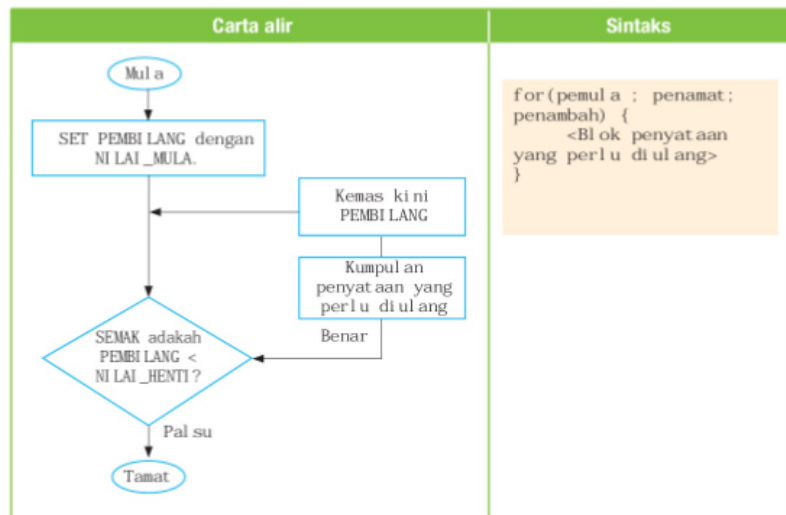 Carta alir
Sintaks
Mula
SET PEMBILANG dengan
NILAI_MULA.
Kemas kini
PEMBILANG
Kumpulan
penyataan yang
perlu diulang
Benar
SEMAK adakah
PEMBILANG <
NILAI_HENTI?
Palsu
Tamat
for(pemula ; penamat;
penambah) {
<Blok penyataan
yang perlu diulang>
}